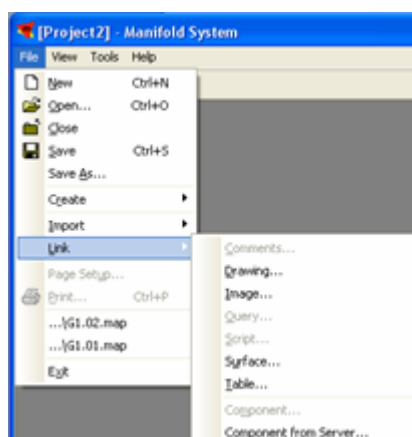 [Project2] - Manifold System
File View Tools Help
New Ctrl+N
Open... Ctrl+O
Close
Save Ctrl+S
Save As...
Create
Import
Link
Page Setup...
Print... Ctrl+P
...\G1.02.map
...\G1.01.map
Exit
Comments...
Drawing...
Image...
Query...
Script...
Surface...
Table...
Component...
Component from Server...